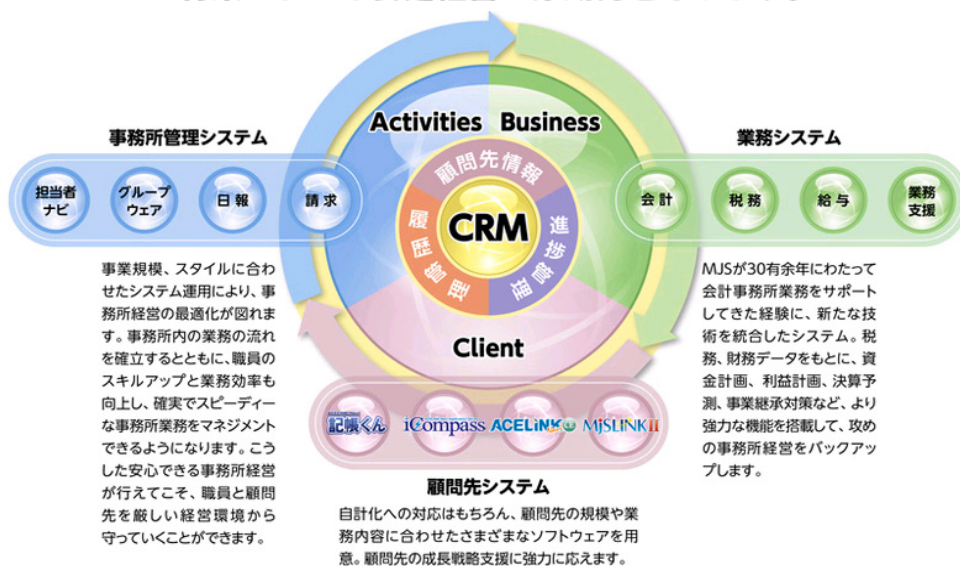 Activities Business
事務所管理システム
業務システム
顧問先情報
担当者
ナビ
グループ
ウェア
日報
請求
会計
税務
給与
業務
支援
CRM
履歴管理
進捗管理
事業規模、スタイルに合わ
せたシステム運用により、事
務所経営の最適化が図れま
す。事務所内の業務の流れ
を確立するとともに、職員の
スキルアップと業務効率も
向上し、確実でスピーディー
な事務所業務をマネジメント
できるようになります。こう
した安心できる事務所経営
が行えてこそ、職員と顧問
先を厳しい経営環境から
守っていくことができます。
MJSが30有余年にわたって
会計事務所業務をサポート
してきた経験に、新たな技
術を統合したシステム。税
務、財務データをもとに、資
金計画、利益計画、決算予
測、事業継承対策など、より
強力な機能を搭載して、攻め
の事務所経営をバックアッ
プします。
Client
記帳くん
iCompass
ACELINK
MJSLINK II
顧問先システム
自計化への対応はもちろん、顧問先の規模や業
務内容に合わせたさまざまなソフトウェアを用
意。顧問先の成長戦略支援に強力に応えます。